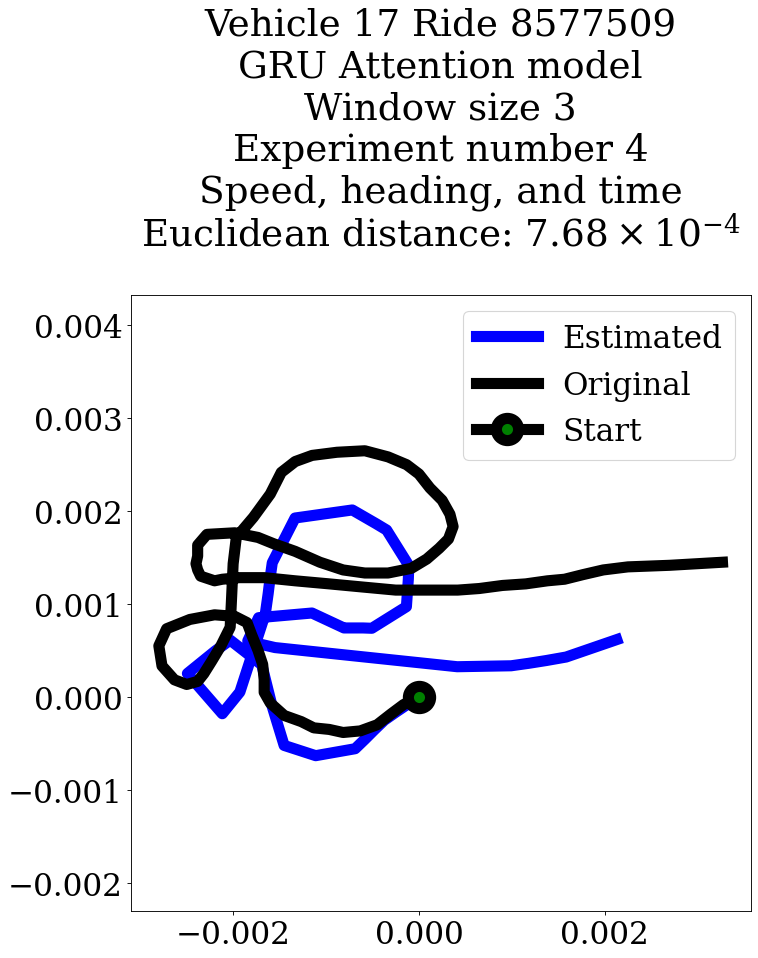 Vehicle 17 Ride 8577509
GRU Attention model
Window size 3
Experiment number 4
Speed, heading, and time
Euclidean distance: 7.68 × 10⁻⁴
Estimated
Original
Start
0.004
0.003
0.002
0.001
0.000
−0.001
−0.002
−0.002 0.000 0.002